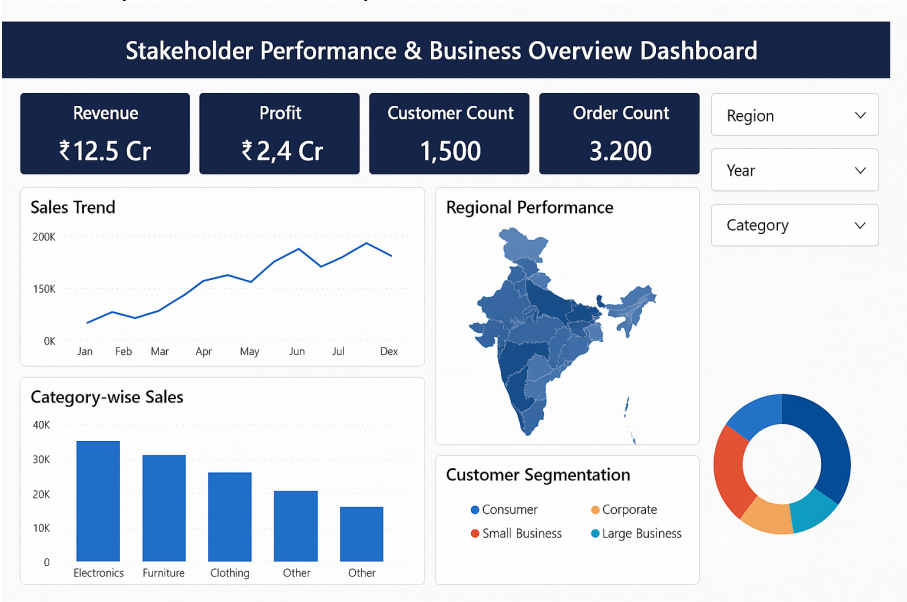 Stakeholder Performance & Business Overview Dashboard
Revenue
₹12.5 Cr
Profit
₹2,4 Cr
Customer Count
1,500
Order Count
3.200
Region
Year
Category
Sales Trend
200K
150K
0K
Jan Feb Mar Apr May Jun Jul Dex
Regional Performance
Category-wise Sales
40K
30K
20K
10K
0
Electronics Furniture Clothing Other Other
Customer Segmentation
Consumer Corporate
Small Business Large Business